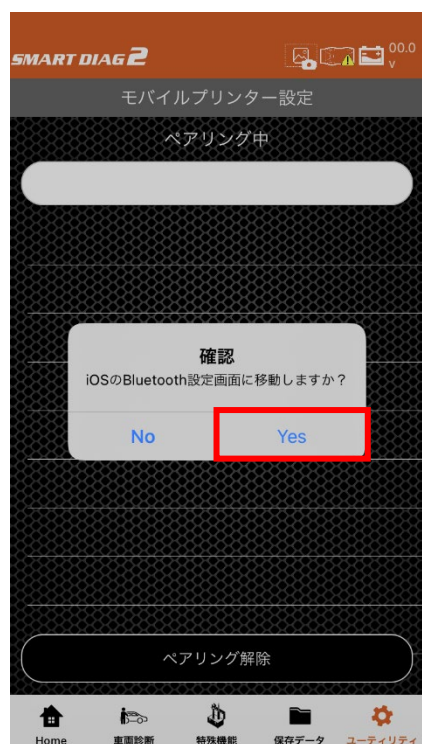 SMART DIAG 2
00.0
v
モバイルプリンター設定
ペアリング中
確認
iOSのBluetooth設定画面に移動しますか？
No Yes
ペアリング解除
Home 車両診断 特殊機能 保存データ ユーティリティ